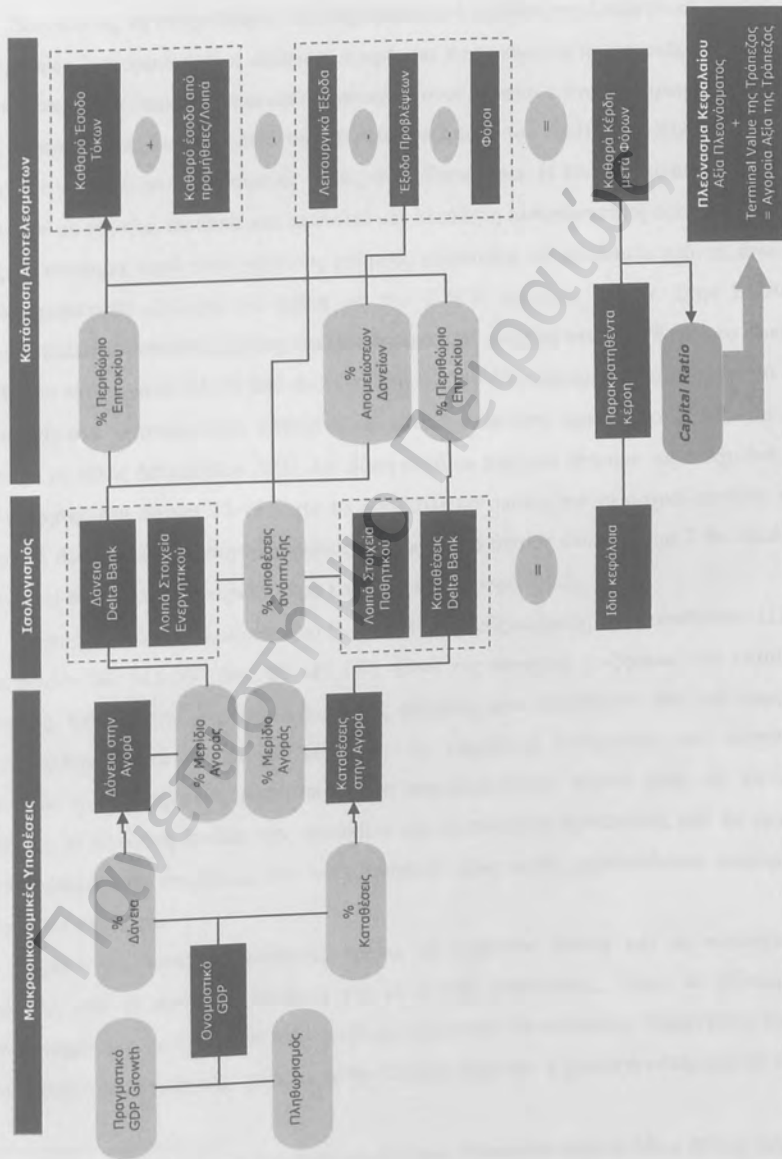 Μακροοικονομικές Υποθέσεις
Ισολογισμός
Κατάσταση Αποτελεσμάτων
Πραγματικό
GDP Growth
Πληθωρισμός
Ονομαστικό
GDP
%
Δάνεια
%
Καταθέσεις
Δάνεια στην
Αγορά
% Μερίδιο
Αγοράς
% Μερίδιο
Αγοράς
Καταθέσεις
στην Αγορά
Δάνεια
Delta Bank
Λοιπά Στοιχεία
Ενεργητικού
% υποθέσεις
ανάπτυξης
Λοιπά Στοιχεία
Παθητικού
Καταθέσεις
Delta Bank
=
Ιδια κεφάλαια
% Περιθώριο
Επιτοκίου
%
Απομειώσεων
Δανείων
% Περιθώριο
Επιτοκίου
Παρακρατηθέντα
κέρση
Capital Ratio
Καθαρό Έσοδο
Τόκων
+
Καθαρό έσοδο από
προμήθειες/Λοιπά
-
Λειτουργικά Έξοδα
-
Έξοδα Προβλέψεων
-
Φόροι
=
Καθαρά Κέρδη
μετά Φόρων
Πλεόνασμα Κεφαλαίου
Αξία Πλεονάσματος
+
Terminal Value της Τράπεζας
= Αγοραία Αξία της Τράπεζας
Πανεπιστήμιο Πειραιώς